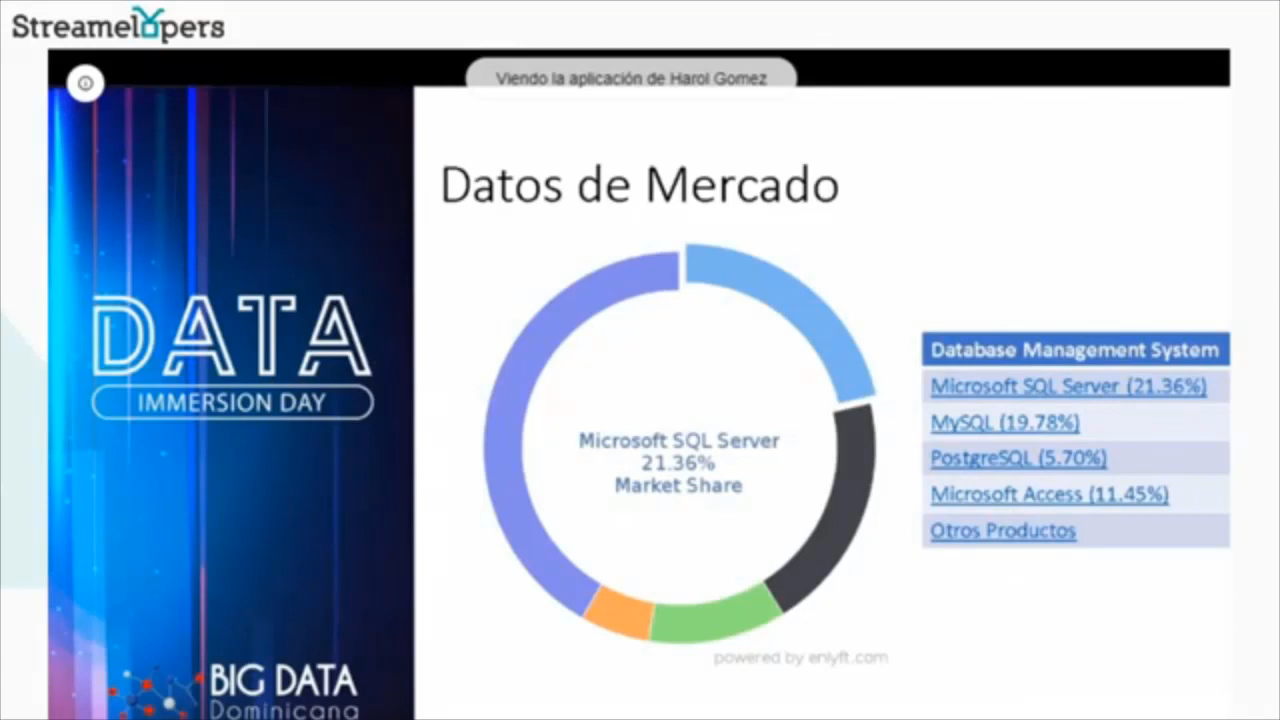 Streamelopers
Viendo la aplicación de Harol Gomez
Datos de Mercado
DATA
IMMERSION DAY
Microsoft SQL Server
21.36%
Market Share
Database Management System
Microsoft SQL Server (21.36%)
MySQL (19.78%)
PostgreSQL (5.70%)
Microsoft Access (11.45%)
Otros Productos
powered by enlyft.com
BIG DATA
Dominicana